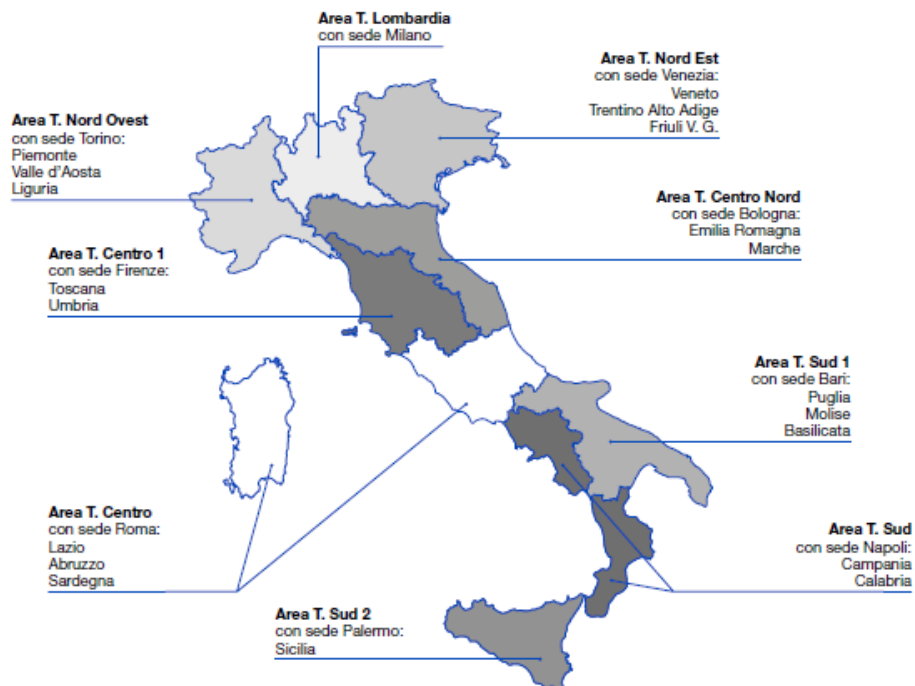 Area T. Lombardia
con sede Milano
Area T. Nord Est
con sede Venezia:
Veneto
Trentino Alto Adige
Friuli V. G.
Area T. Nord Ovest
con sede Torino:
Piemonte
Valle d'Aosta
Liguria
Area T. Centro Nord
con sede Bologna:
Emilia Romagna
Marche
Area T. Centro 1
con sede Firenze:
Toscana
Umbria
Area T. Sud 1
con sede Bari:
Puglia
Molise
Basilicata
Area T. Centro
con sede Roma:
Lazio
Abruzzo
Sardegna
Area T. Sud
con sede Napoli:
Campania
Calabria
Area T. Sud 2
con sede Palermo:
Sicilia